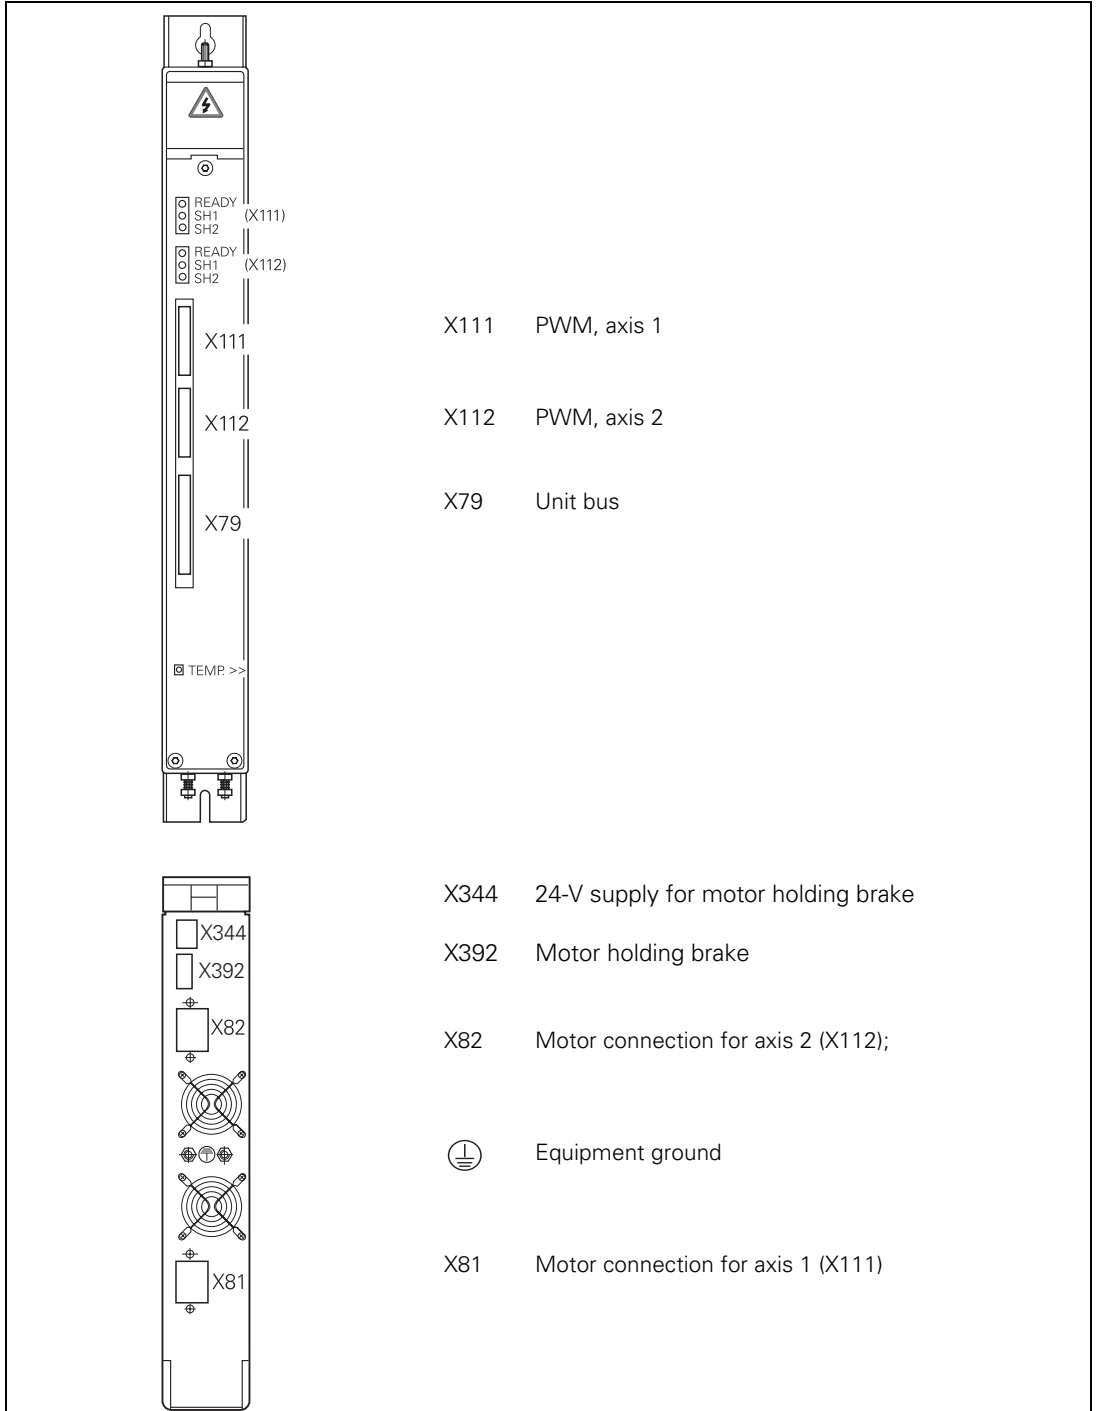 READY
SH1 (X111)
SH2
READY
SH1 (X112)
SH2
X111
X112
X79
TEMP. >>
X111 PWM, axis 1
X112 PWM, axis 2
X79 Unit bus
X344
X392
X82
X81
X344 24-V supply for motor holding brake
X392 Motor holding brake
X82 Motor connection for axis 2 (X112);
Equipment ground
X81 Motor connection for axis 1 (X111)